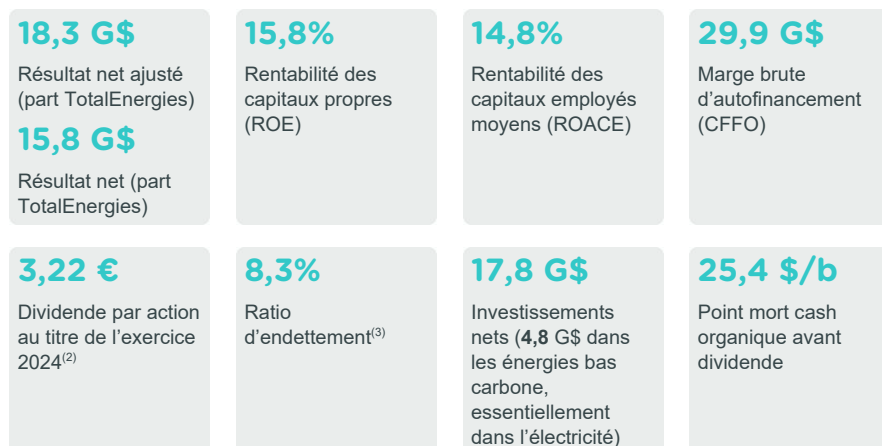 18,3 G$
Résultat net ajusté
(part TotalEnergies)
15,8 G$
Résultat net (part
TotalEnergies)
15,8%
Rentabilité des
capitaux propres
(ROE)
14,8%
Rentabilité des
capitaux employés
moyens (ROACE)
29,9 G$
Marge brute
d’autofinancement
(CFFO)
3,22 €
Dividende par action
au titre de l’exercice
2024(2)
8,3%
Ratio
d’endettement(3)
17,8 G$
Investissements
nets (4,8 G$ dans
les énergies bas
carbone,
essentiellement
dans l’électricité)
25,4 $/b
Point mort cash
organique avant
dividende